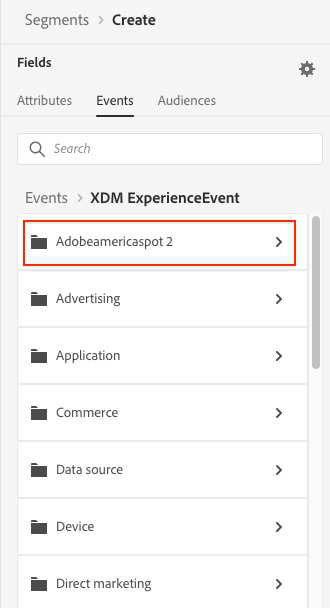 Segments > Create
Fields
Attributes Events Audiences
Search
Events > XDM ExperienceEvent
Adobeamericaspot 2
Advertising
Application
Commerce
Data source
Device
Direct marketing